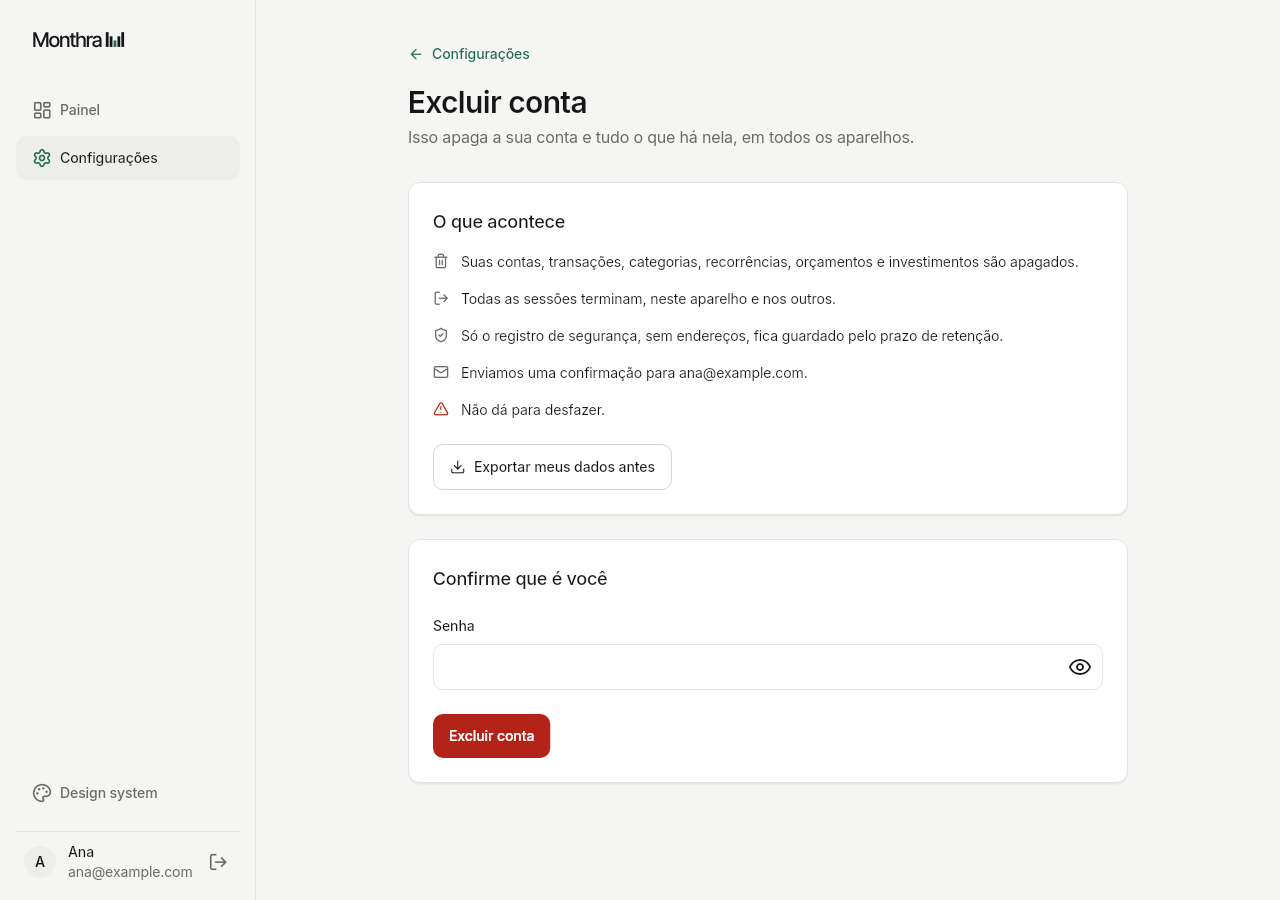 Monthra
Painel
Configurações
Design system
A
Ana
ana@example.com
Configurações
Excluir conta
Isso apaga a sua conta e tudo o que há nela, em todos os aparelhos.
O que acontece
Suas contas, transações, categorias, recorrências, orçamentos e investimentos são apagados.
Todas as sessões terminam, neste aparelho e nos outros.
Só o registro de segurança, sem endereços, fica guardado pelo prazo de retenção.
Enviamos uma confirmação para ana@example.com.
Não dá para desfazer.
Exportar meus dados antes
Confirme que é você
Senha
Excluir conta